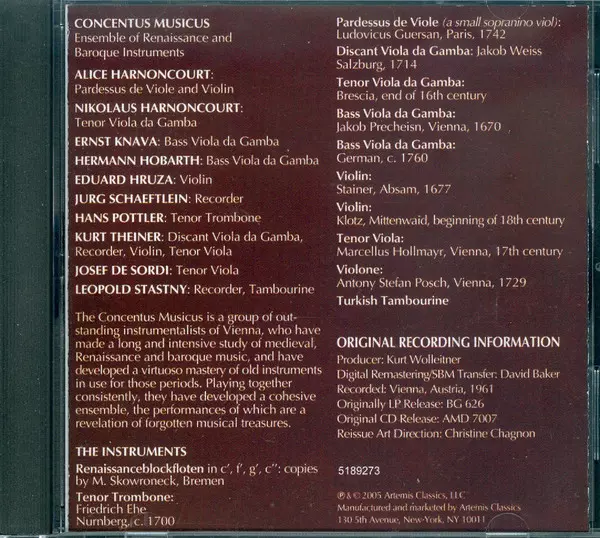 CONCENTUS MUSICUS
Ensemble of Renaissance and
Baroque Instruments
ALICE HARNONCOURT:
Pardessus de Viole and Violin
NIKOLAUS HARNONCOURT:
Tenor Viola da Gamba
ERNST KNAVA: Bass Viola da Gamba
HERMANN HOBARTH: Bass Viola da Gamba
EDUARD HRUZA: Violin
JURG SCHAEFTLEIN: Recorder
HANS POTTLER: Tenor Trombone
KURT THEINER: Discant Viola da Gamba,
Recorder, Violin, Tenor Viola
JOSEF DE SORDI: Tenor Viola
LEOPOLD STASTNY: Recorder, Tambourine
The Concentus Musicus is a group of out-
standing instrumentalists of Vienna, who have
made a long and intensive study of medieval,
Renaissance and baroque music, and have
developed a virtuoso mastery of old instruments
in use for those periods. Playing together
consistently, they have developed a cohesive
ensemble, the performances of which are a
revelation of forgotten musical treasures.
THE INSTRUMENTS
Renaissanceblockfloten in c', f', g', c'': copies
by M. Skowroneck, Bremen
Tenor Trombone:
Friedrich Ehe
Nurnberg, c. 1700
Pardessus de Viole (a small sopranino viol):
Ludovicus Guersan, Paris, 1742
Discant Viola da Gamba: Jakob Weiss
Salzburg, 1714
Tenor Viola da Gamba:
Brescia, end of 16th century
Bass Viola da Gamba:
Jakob Precheisn, Vienna, 1670
Bass Viola da Gamba:
German, c. 1760
Violin:
Stainer, Absam, 1677
Violin:
Klotz, Mittenwaid, beginning of 18th century
Tenor Viola:
Marcellus Hollmayr, Vienna, 17th century
Violone:
Antony Stefan Posch, Vienna, 1729
Turkish Tambourine
ORIGINAL RECORDING INFORMATION
Producer: Kurt Wolleitner
Digital Remastering/SBM Transfer: David Baker
Recorded: Vienna, Austria, 1961
Originally LP Release: BG 626
Original CD Release: AMD 7007
Reissue Art Direction: Christine Chagnon
5189273
℗ & © 2005 Artemis Classics, LLC
Manufactured and marketed by Artemis Classics
130 5th Avenue, New-York, NY 10011